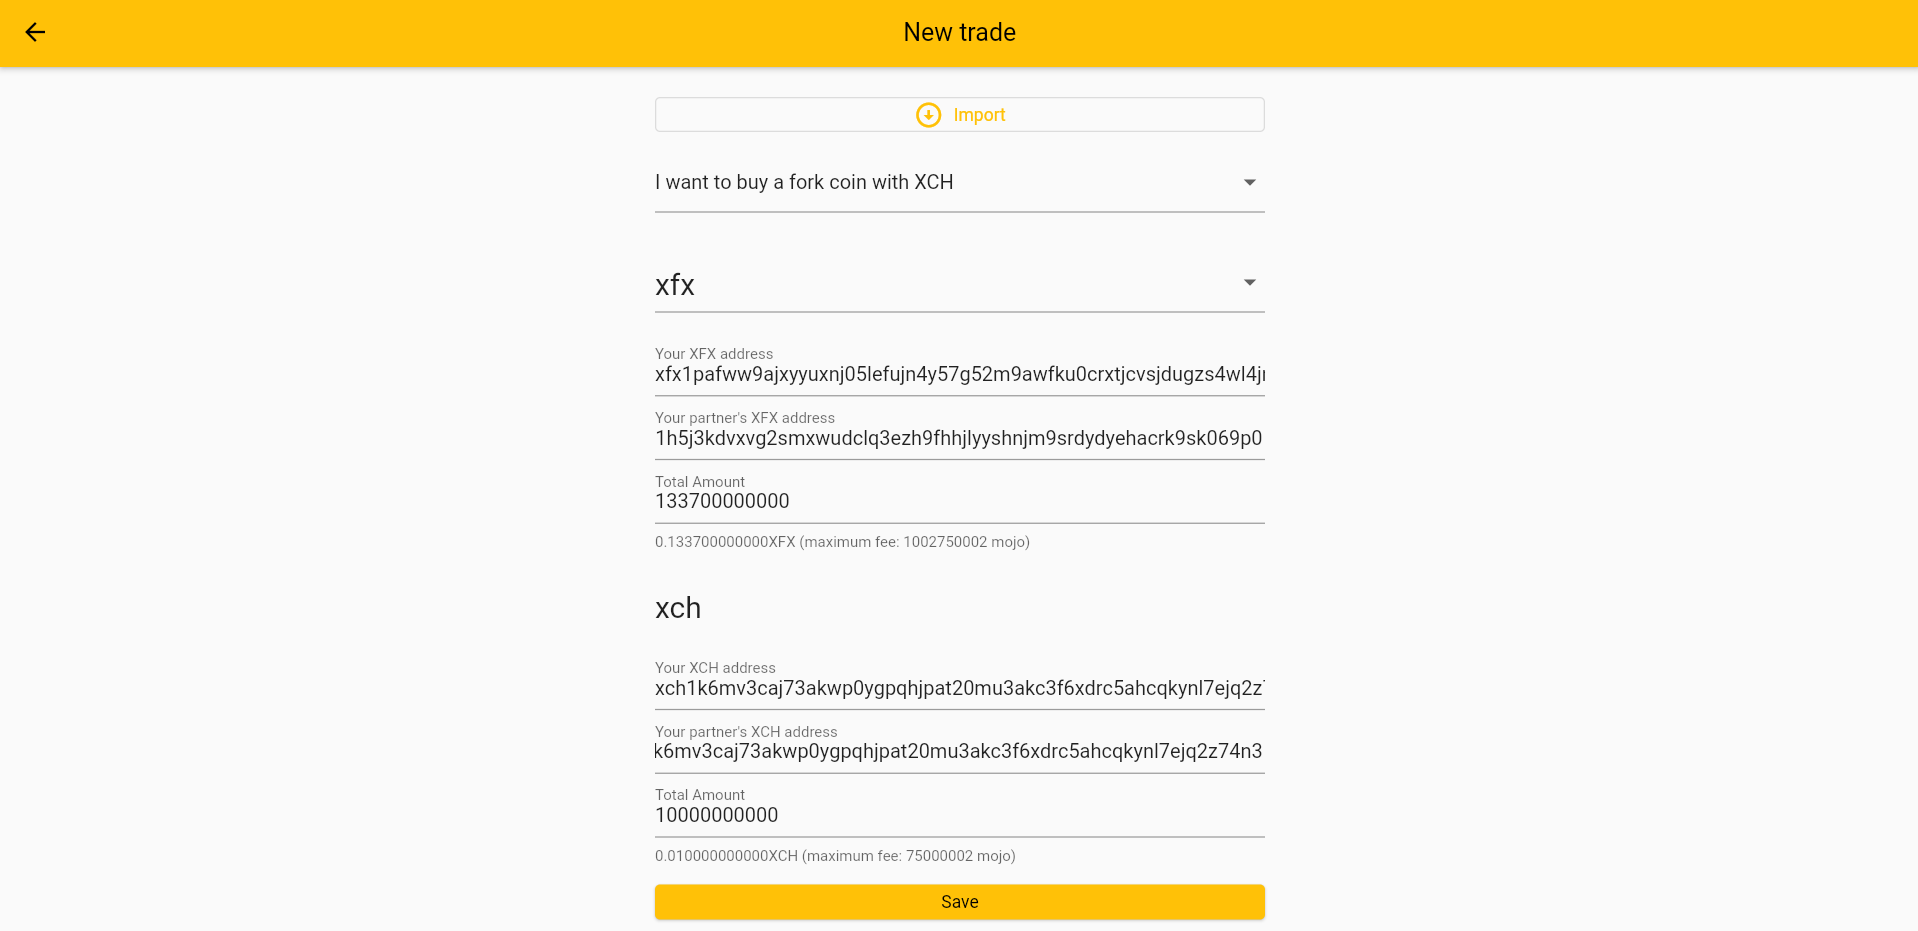 New trade
Import
I want to buy a fork coin with XCH
xfx
Your XFX address
xfx1pafww9ajxyyuxnj05lefujn4y57g52m9awfku0crxtjcvsjdugzs4wl4j
Your partner's XFX address
1h5j3kdvxvg2smxwudclq3ezh9fhhjlyyshnjm9srdydyehacrk9sk069p0
Total Amount
133700000000
0.133700000000XFX (maximum fee: 1002750002 mojo)
xch
Your XCH address
xch1k6mv3caj73akwp0ygpqhjpat20mu3akc3f6xdrc5ahcqkynl7ejq2z
Your partner's XCH address
k6mv3caj73akwp0ygpqhjpat20mu3akc3f6xdrc5ahcqkynl7ejq2z74n3
Total Amount
10000000000
0.010000000000XCH (maximum fee: 75000002 mojo)
Save